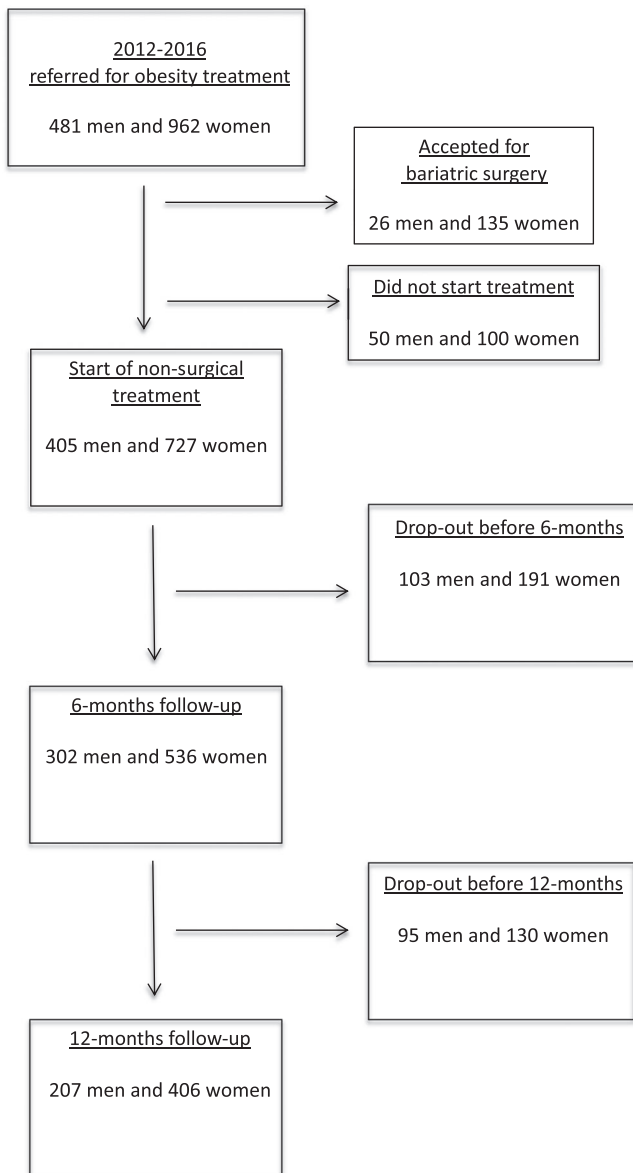 2012-2016
referred for obesity treatment
481 men and 962 women
Accepted for
bariatric surgery
26 men and 135 women
Did not start treatment
50 men and 100 women
Start of non-surgical
treatment
405 men and 727 women
Drop-out before 6-months
103 men and 191 women
6-months follow-up
302 men and 536 women
Drop-out before 12-months
95 men and 130 women
12-months follow-up
207 men and 406 women